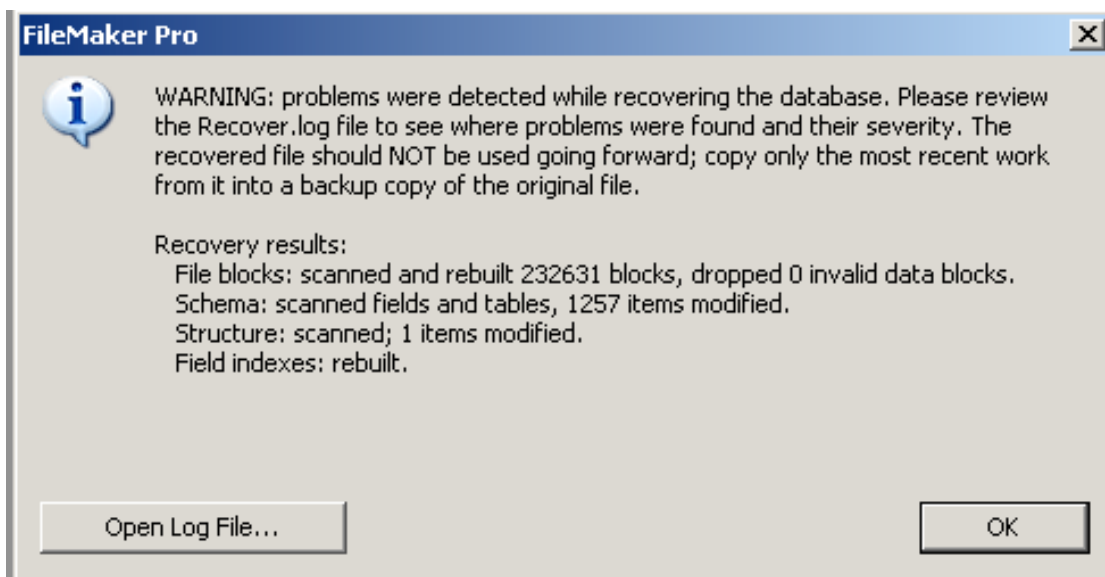 FileMaker Pro
WARNING: problems were detected while recovering the database. Please review
the Recover.log file to see where problems were found and their severity. The
recovered file should NOT be used going forward; copy only the most recent work
from it into a backup copy of the original file.
Recovery results:
File blocks: scanned and rebuilt 232631 blocks, dropped 0 invalid data blocks.
Schema: scanned fields and tables, 1257 items modified.
Structure: scanned; 1 items modified.
Field indexes: rebuilt.
Open Log File...
OK